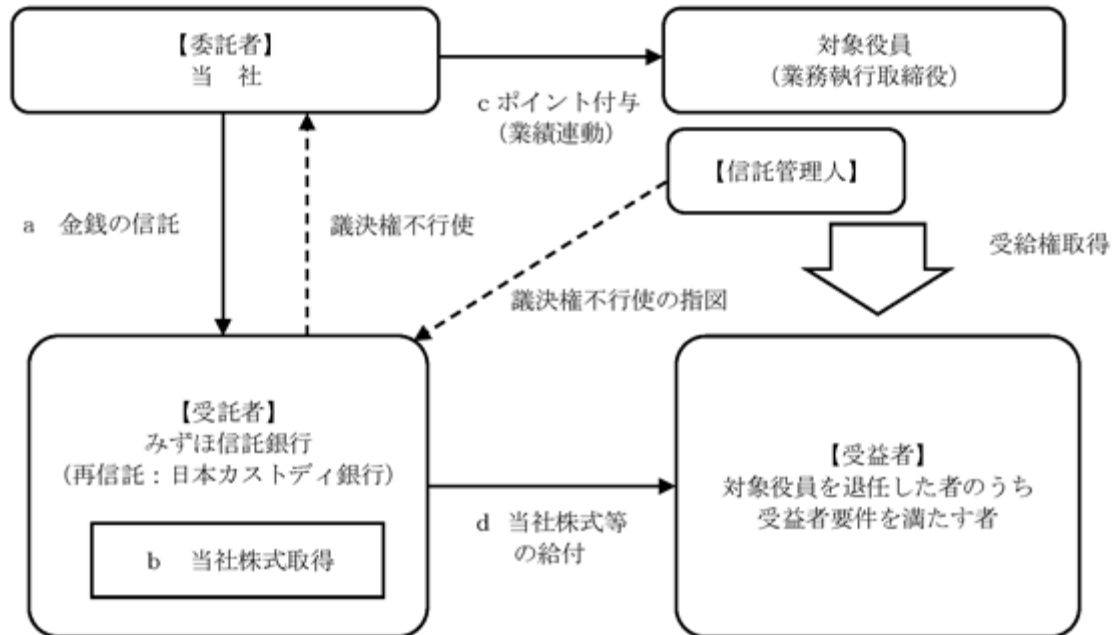 【委託者】
当　社
対象役員
(業務執行取締役)
c ポイント付与
(業績連動)
【信託管理人】
a　金銭の信託
議決権不行使
受給権取得
議決権不行使の指図
【受託者】
みずほ信託銀行
(再信託：日本カストディ銀行)
b　当社株式取得
d　当社株式等
の給付
【受益者】
対象役員を退任した者のうち
受益者要件を満たす者